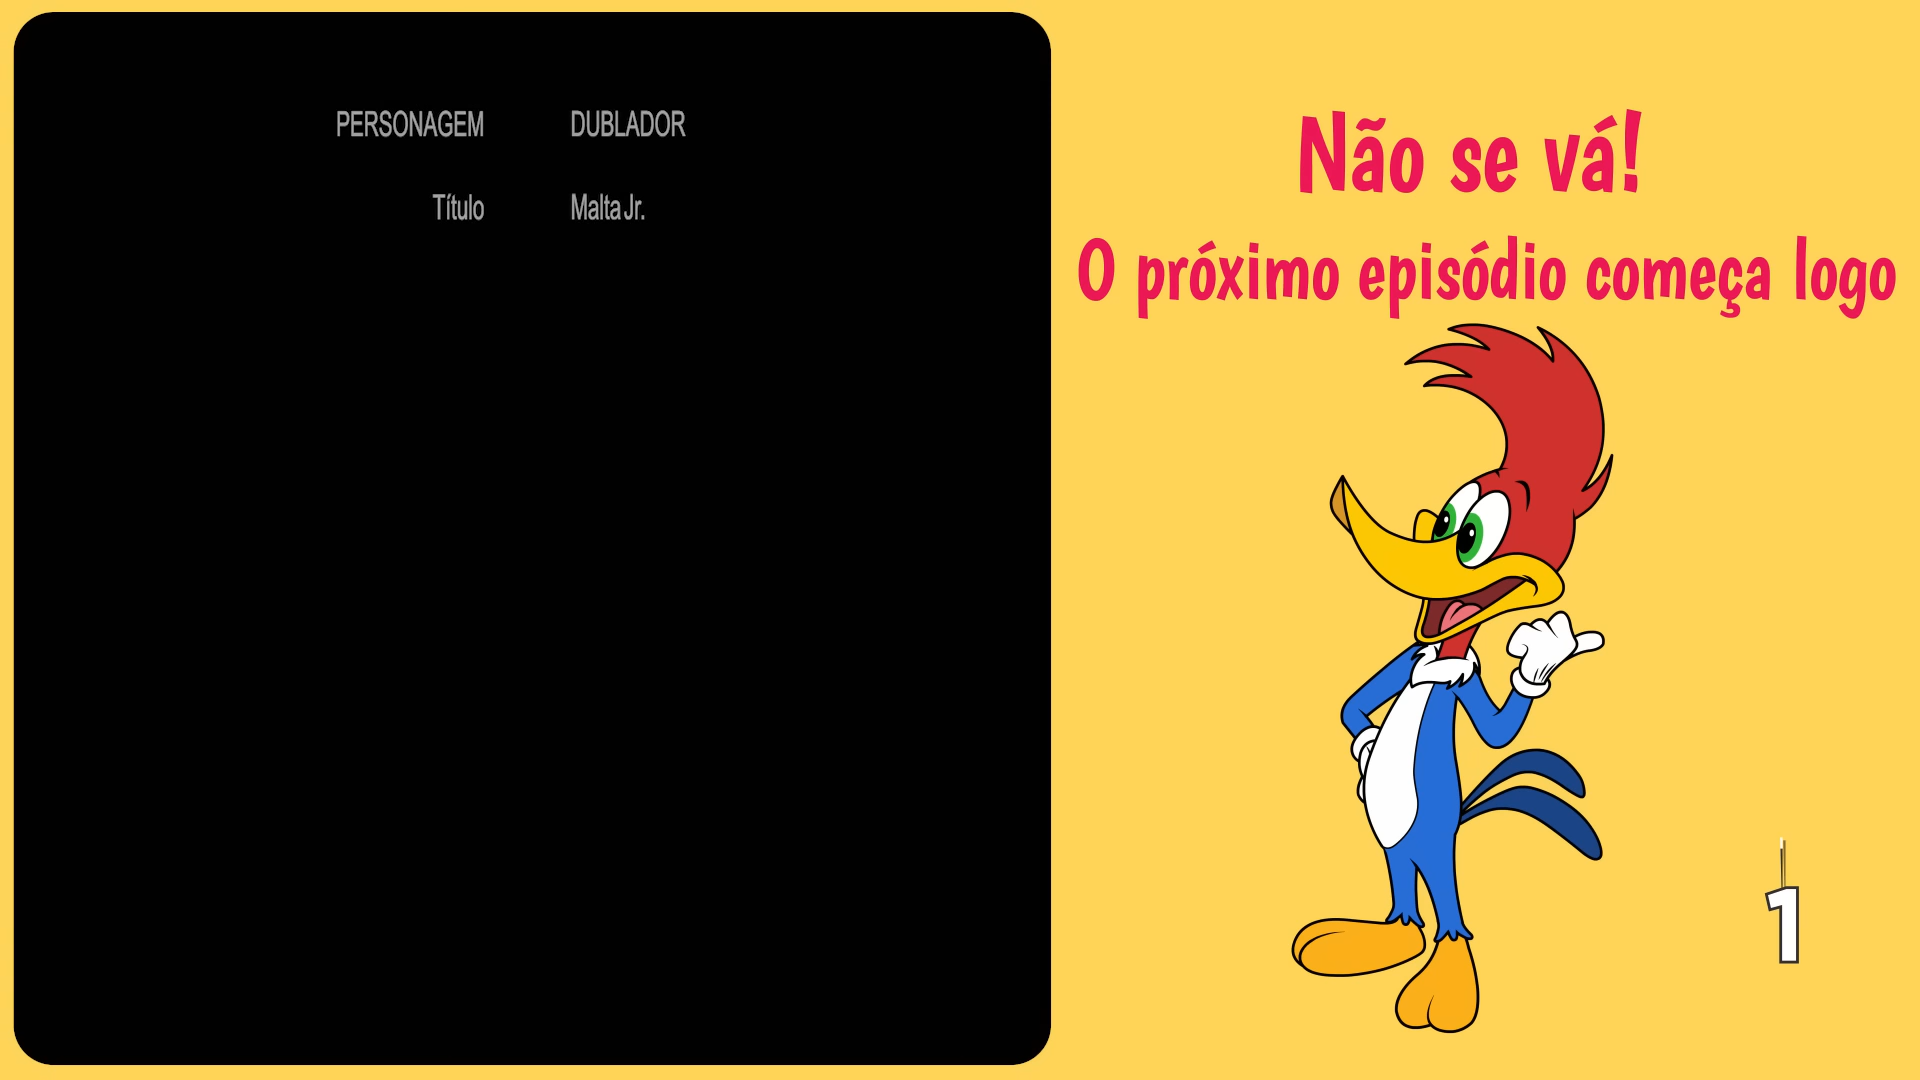 PERSONAGEM DUBLADOR
Título Malta Jr.
Não se vá!
O próximo episódio começa logo
1